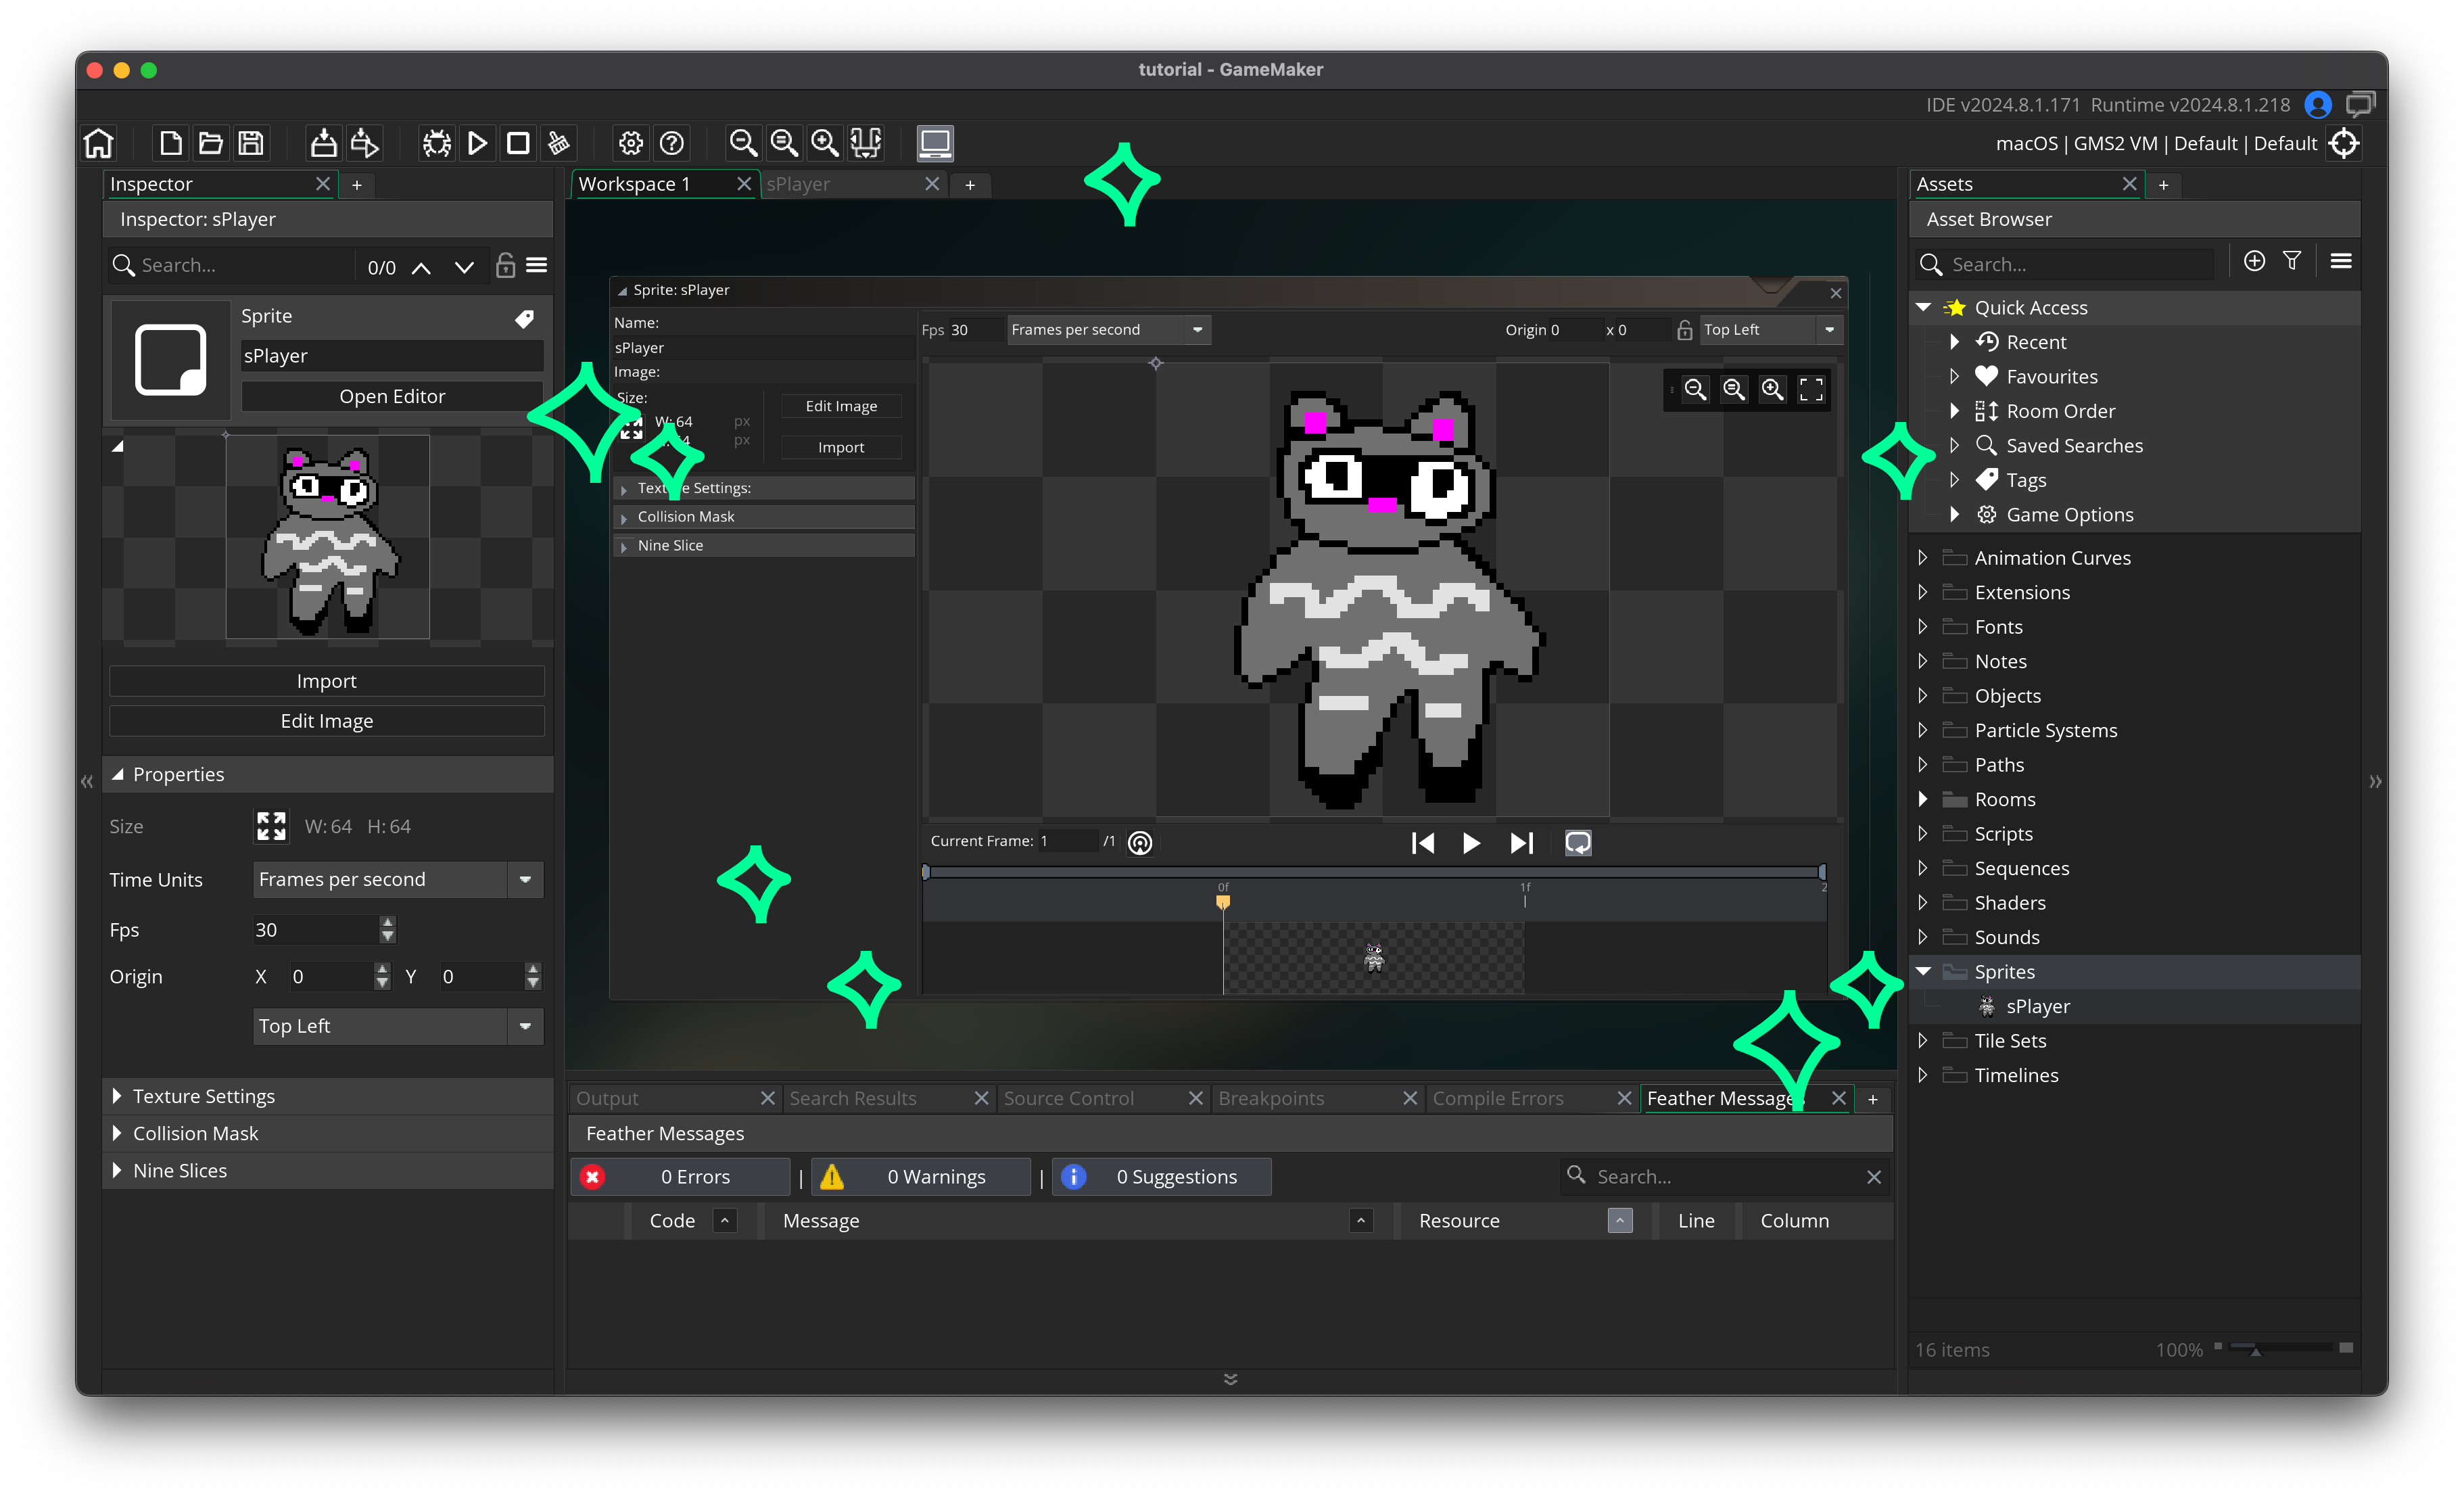 tutorial - GameMaker
IDE v2024.8.1.171 Runtime v2024.8.1.218
macOS | GMS2 VM | Default | Default
Inspector
+
Inspector: sPlayer
Search...
0/0
Sprite
sPlayer
Open Editor
Import
Edit Image
Properties
Size
W: 64 H: 64
Time Units
Frames per second
Fps
30
Origin
X
0
Y
0
Top Left
Texture Settings
Collision Mask
Nine Slices
Workspace 1
sPlayer
+
Sprite: sPlayer
Name:
sPlayer
Image:
Size:
W: 64 px
px
Edit Image
Import
Settings:
Collision Mask
Nine Slice
Fps 30
Frames per second
Origin 0 x 0
Top Left
Current Frame: 1 /1
0f
1f
2
Output
Search Results
Source Control
Breakpoints
Compile Errors
Feather Messages
+
Feather Messages
0 Errors
|
0 Warnings
|
0 Suggestions
Search...
Code
Message
Resource
Line
Column
Assets
+
Asset Browser
Search...
Quick Access
Recent
Favourites
Room Order
Saved Searches
Tags
Game Options
Animation Curves
Extensions
Fonts
Notes
Objects
Particle Systems
Paths
Rooms
Scripts
Sequences
Shaders
Sounds
Sprites
sPlayer
Tile Sets
Timelines
16 items
100%